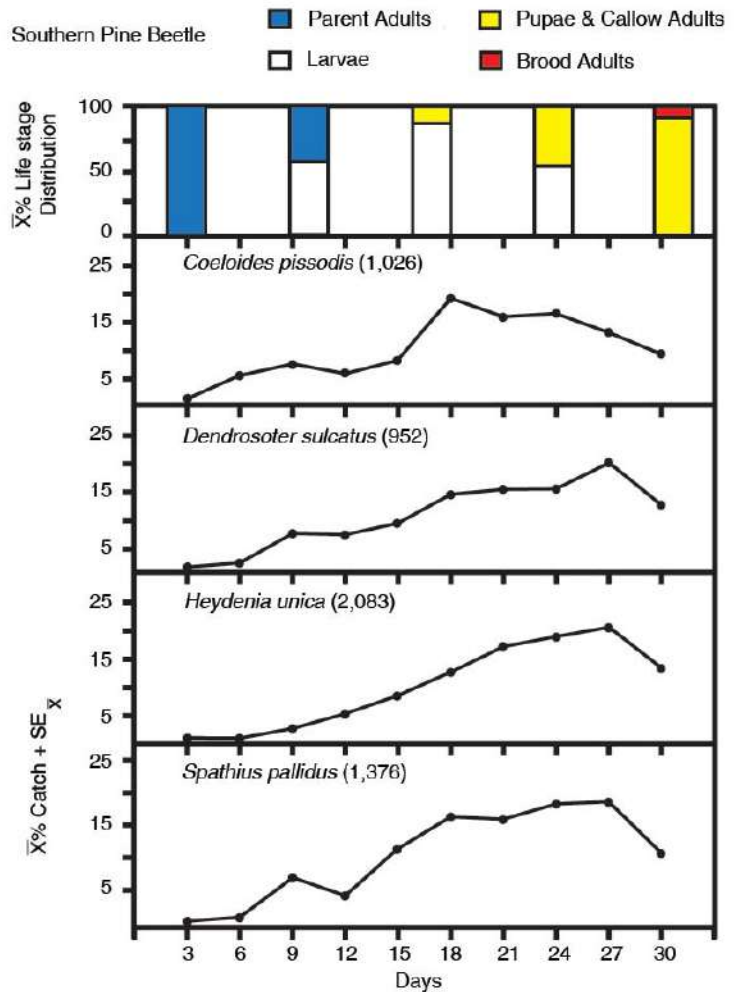 Southern Pine Beetle
Parent Adults
Pupae & Callow Adults
Larvae
Brood Adults
X̅% Life stage
Distribution
100
50
0
Coeloides pissodis (1,026)
25
15
5
Dendrosoter sulcatus (952)
25
15
5
Heydenia unica (2,083)
25
15
5
Spathius pallidus (1,376)
25
15
5
X̅% Catch + SE x̅
3 6 9 12 15 18 21 24 27 30
Days